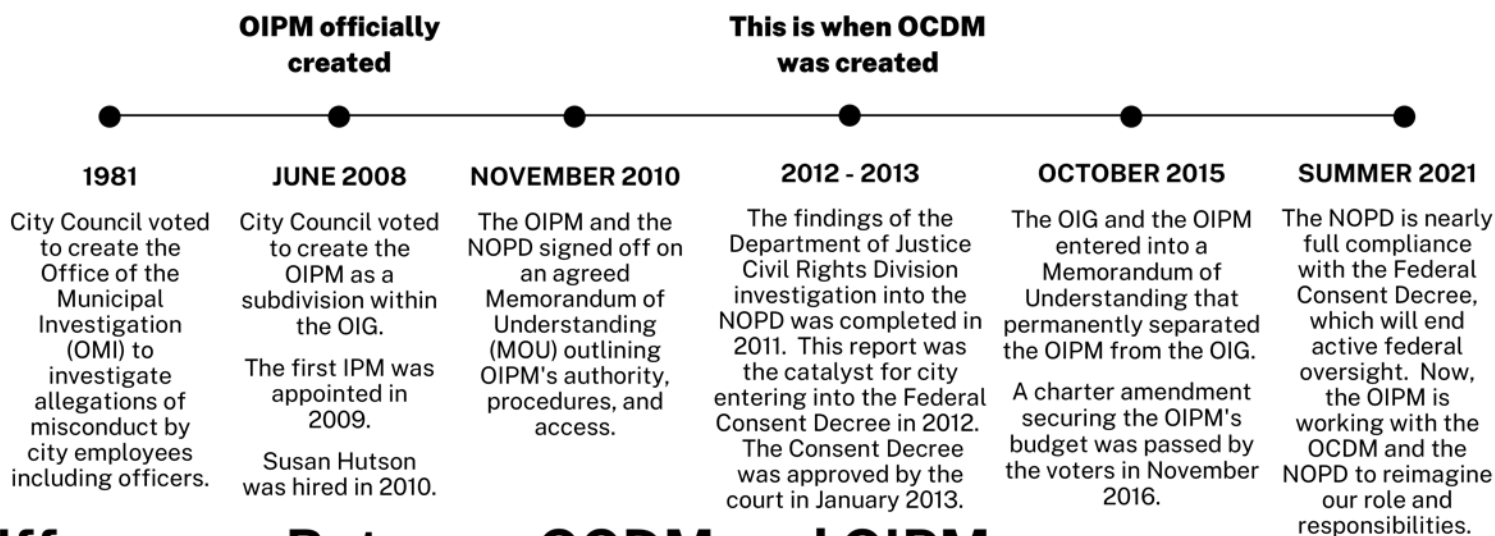 OIPM officially
created
This is when OCDM
was created
1981
City Council voted
to create the
Office of the
Municipal
Investigation
(OMI) to
investigate
allegations of
misconduct by
city employees
including officers.
JUNE 2008
City Council voted
to create the
OIPM as a
subdivision within
the OIG.
The first IPM was
appointed in
2009.
Susan Hutson
was hired in 2010.
NOVEMBER 2010
The OIPM and the
NOPD signed off on
an agreed
Memorandum of
Understanding
(MOU) outlining
OIPM's authority,
procedures, and
access.
2012 - 2013
The findings of the
Department of Justice
Civil Rights Division
investigation into the
NOPD was completed in
2011. This report was
the catalyst for city
entering into the Federal
Consent Decree in 2012.
The Consent Decree
was approved by the
court in January 2013.
OCTOBER 2015
The OIG and the OIPM
entered into a
Memorandum of
Understanding that
permanently separated
the OIPM from the OIG.
A charter amendment
securing the OIPM's
budget was passed by
the voters in November
2016.
SUMMER 2021
The NOPD is nearly
full compliance
with the Federal
Consent Decree,
which will end
active federal
oversight. Now,
the OIPM is
working with the
OCDM and the
NOPD to reimagine
our role and
responsibilities.
OCDM OIPM